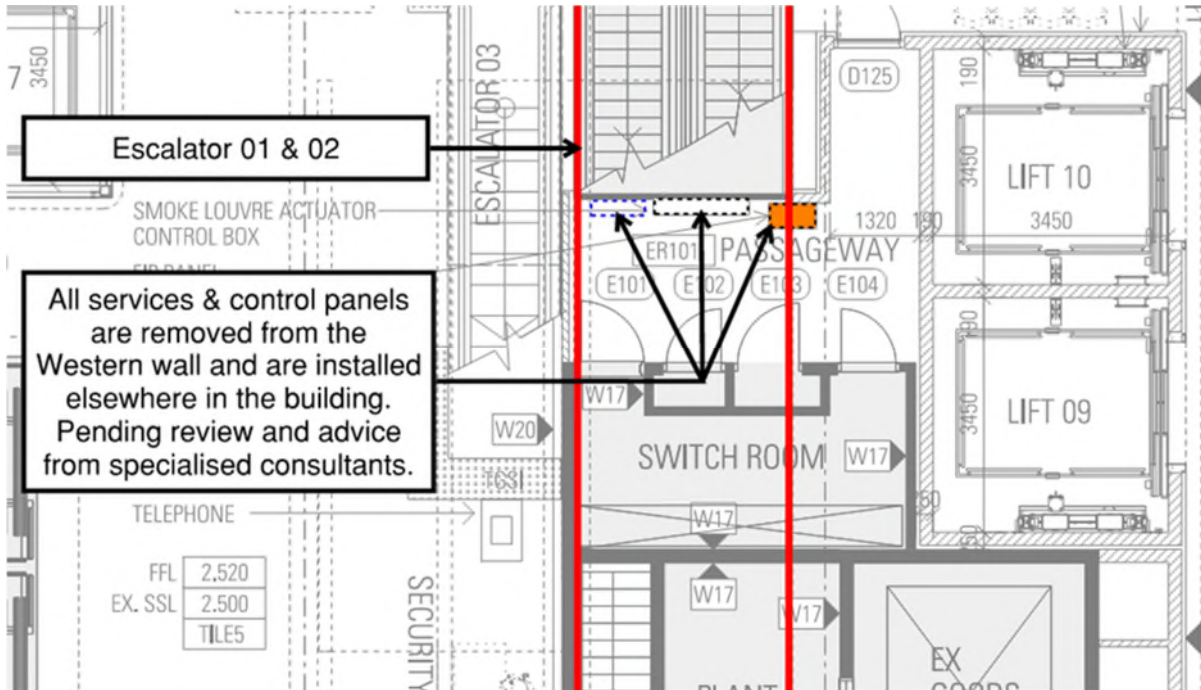 7
3450
ESCALATOR 03
D125
190
Escalator 01 & 02
3450
LIFT 10
SMOKE LOUVRE ACTUATOR
CONTROL BOX
1320
190
3450
ER101
PASSAGEWAY
E101
E102
E103
E104
All services & control panels
are removed from the
Western wall and are installed
elsewhere in the building.
Pending review and advice
from specialised consultants.
190
W17
3450
LIFT 09
W20
SWITCH ROOM
W17
TGSI
TELEPHONE
W17
FFL 2.520
EX. SSL 2.500
TILE5
SECURITY
W17
W17
EX